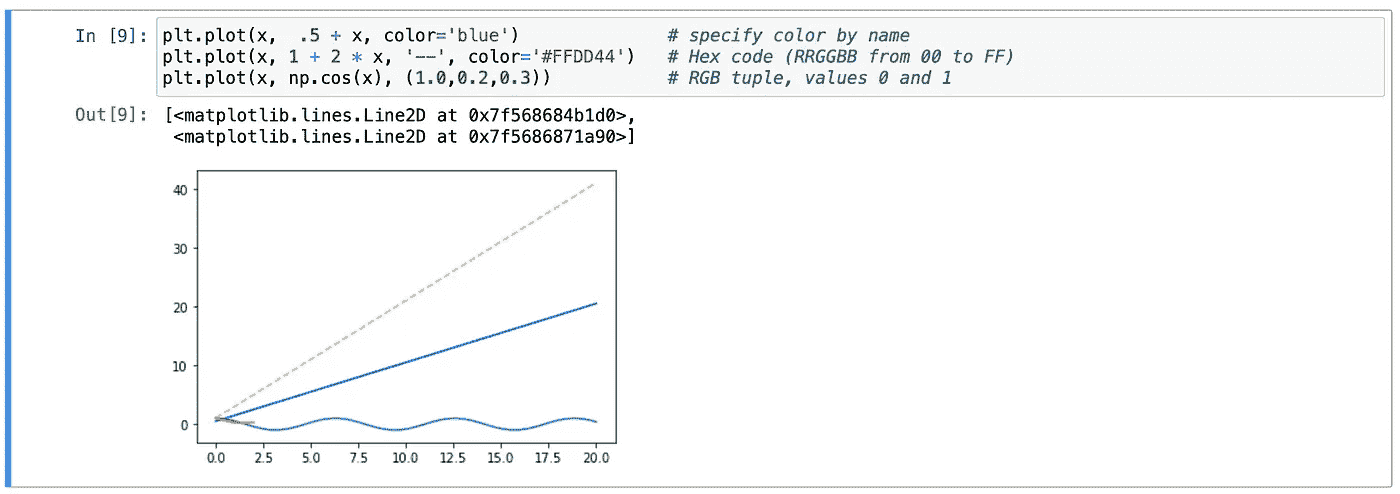 In [9]: plt.plot(x,  .5 + x, color='blue')              # specify color by name
plt.plot(x, 1 + 2 * x, '--', color='#FFDD44')   # Hex code (RRGGBB from 00 to FF)
plt.plot(x, np.cos(x), (1.0,0.2,0.3))           # RGB tuple, values 0 and 1
Out[9]: [<matplotlib.lines.Line2D at 0x7f568684b1d0>,
<matplotlib.lines.Line2D at 0x7f5686871a90>]
40
30
20
10
0
0.0 2.5 5.0 7.5 10.0 12.5 15.0 17.5 20.0